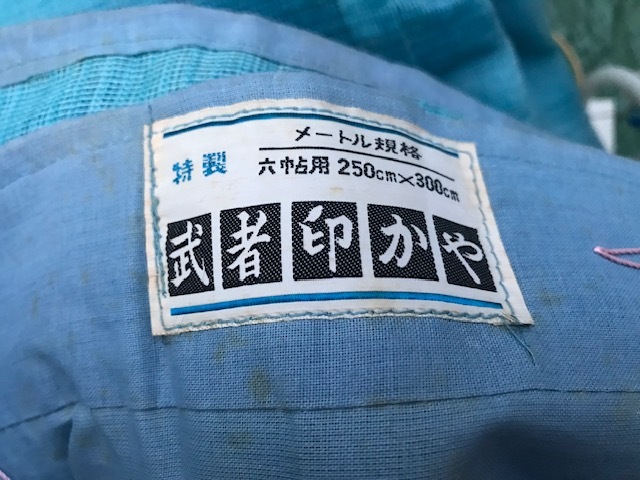 メートル規格
特製
六帖用 250cm×300cm
武者印かや